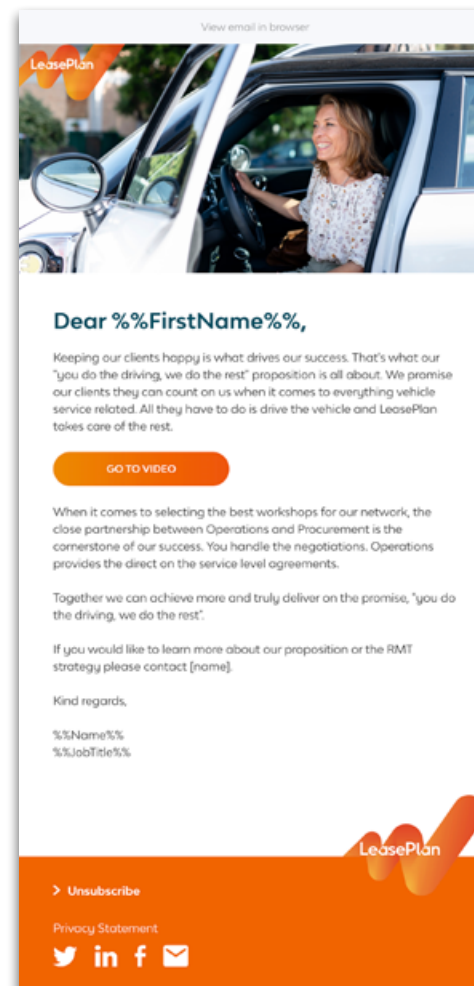 View email in browser
LeasePlan
Dear %%FirstName%%,
Keeping our clients happy is what drives our success. That's what our
"you do the driving, we do the rest" proposition is all about. We promise
our clients they can count on us when it comes to everything vehicle
service related. All they have to do is drive the vehicle and LeasePlan
takes care of the rest.
GO TO VIDEO
When it comes to selecting the best workshops for our network, the
close partnership between Operations and Procurement is the
cornerstone of our success. You handle the negotiations. Operations
provides the direct on the service level agreements.
Together we can achieve more and truly deliver on the promise, "you do
the driving, we do the rest".
If you would like to learn more about our proposition or the RMT
strategy please contact [name].
Kind regards,
%%Name%%
%%JobTitle%%
LeasePlan
> Unsubscribe
Privacy Statement